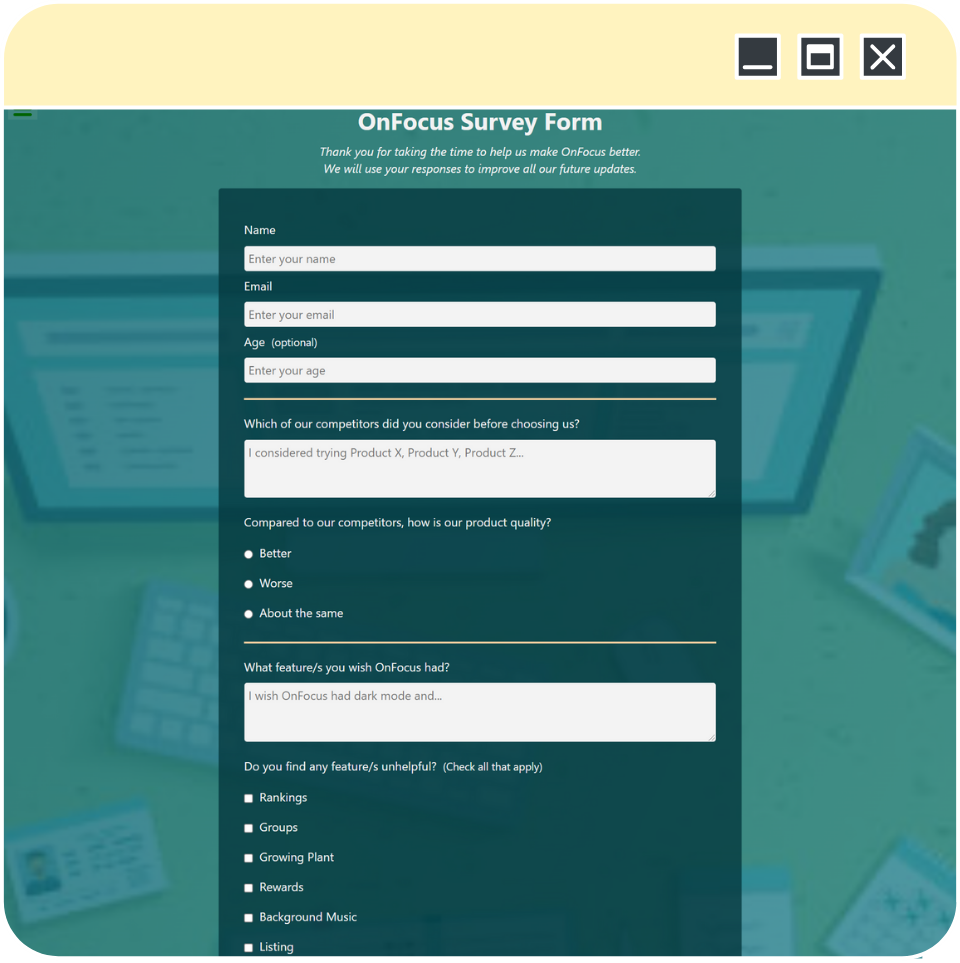 OnFocus Survey Form
Thank you for taking the time to help us make OnFocus better.
We will use your responses to improve all our future updates.
Name
Enter your name
Email
Enter your email
Age (optional)
Enter your age
Which of our competitors did you consider before choosing us?
I considered trying Product X, Product Y, Product Z...
Compared to our competitors, how is our product quality?
Better
Worse
About the same
What feature/s you wish OnFocus had?
I wish OnFocus had dark mode and...
Do you find any feature/s unhelpful? (Check all that apply)
Rankings
Groups
Growing Plant
Rewards
Background Music
Listing